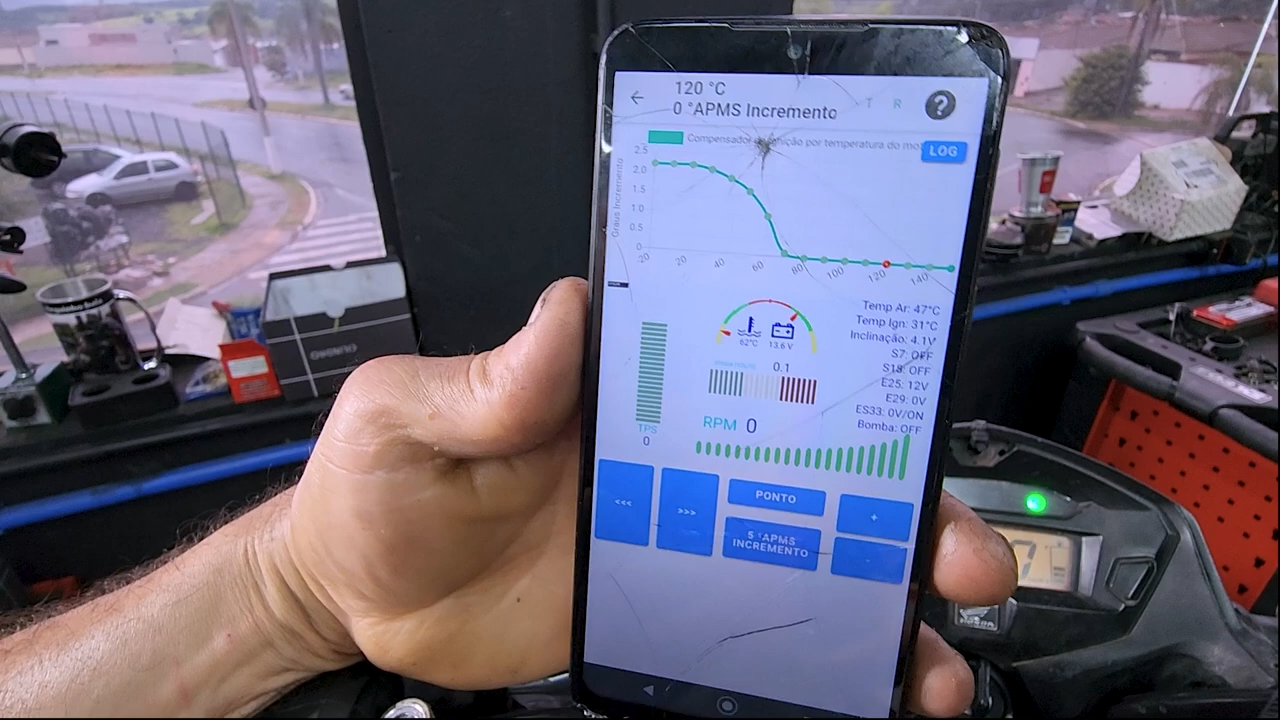 120 °C
0 °APMS Incremento
T R
?
Compensador
ição por temperatura do mo
LOG
Graus Incremento
2.5
2.0
1.5
1.0
0.5
0
-20 20 40 60 80 100 120 140
Temp Ar: 47°C
Temp Ign: 31°C
Inclinação: 4.1V
S7: OFF
S18: OFF
E25: 12V
E29: 0V
ES33: 0V/ON
Bomba: OFF
62°C 13.6 V
0.1
RPM 0
TPS
0
<<<
>>>
PONTO
+
5 °APMS
INCREMENTO
HONDA